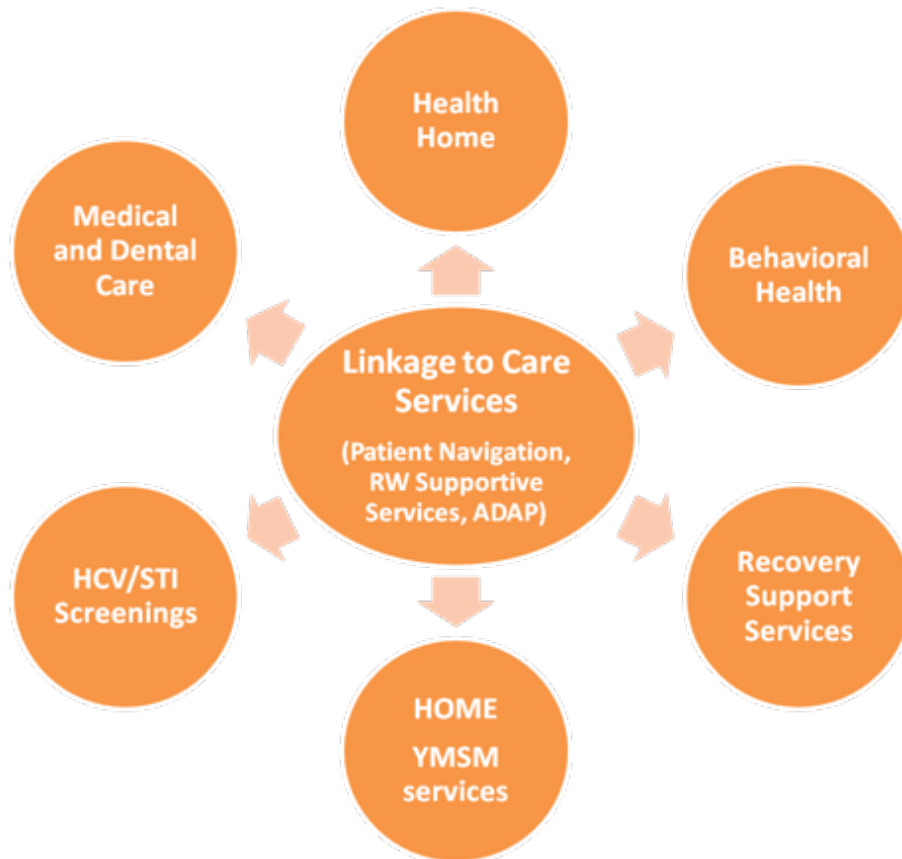 Health
Home
Medical
and Dental
Care
Behavioral
Health
Linkage to Care
Services
(Patient Navigation,
RW Supportive
Services, ADAP)
HCV/STI
Screenings
Recovery
Support
Services
HOME
YMSM
services